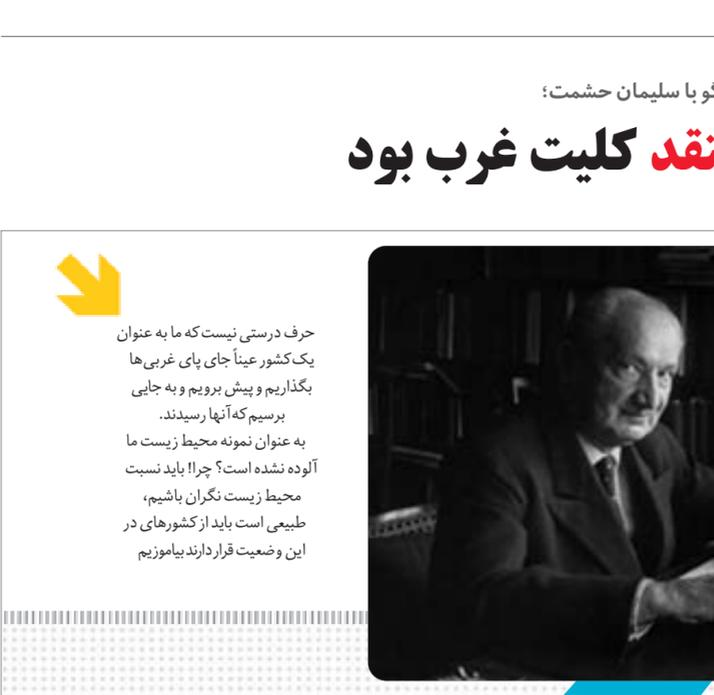 گو با سلیمان حشمت؛
نقد کلیت غرب بود
حرف درستی نیست که ما به عنوان
یک کشور عیناً جای پای غربی‌ها
بگذاریم و پیش برویم و به جایی
برسیم که آنها رسیدند.
به عنوان نمونه محیط زیست ما
آلوده نشده است؟ چرا! باید نسبت
محیط زیست نگران باشیم،
طبیعی است باید از کشورهای در
این وضعیت قرار دارند بیاموزیم